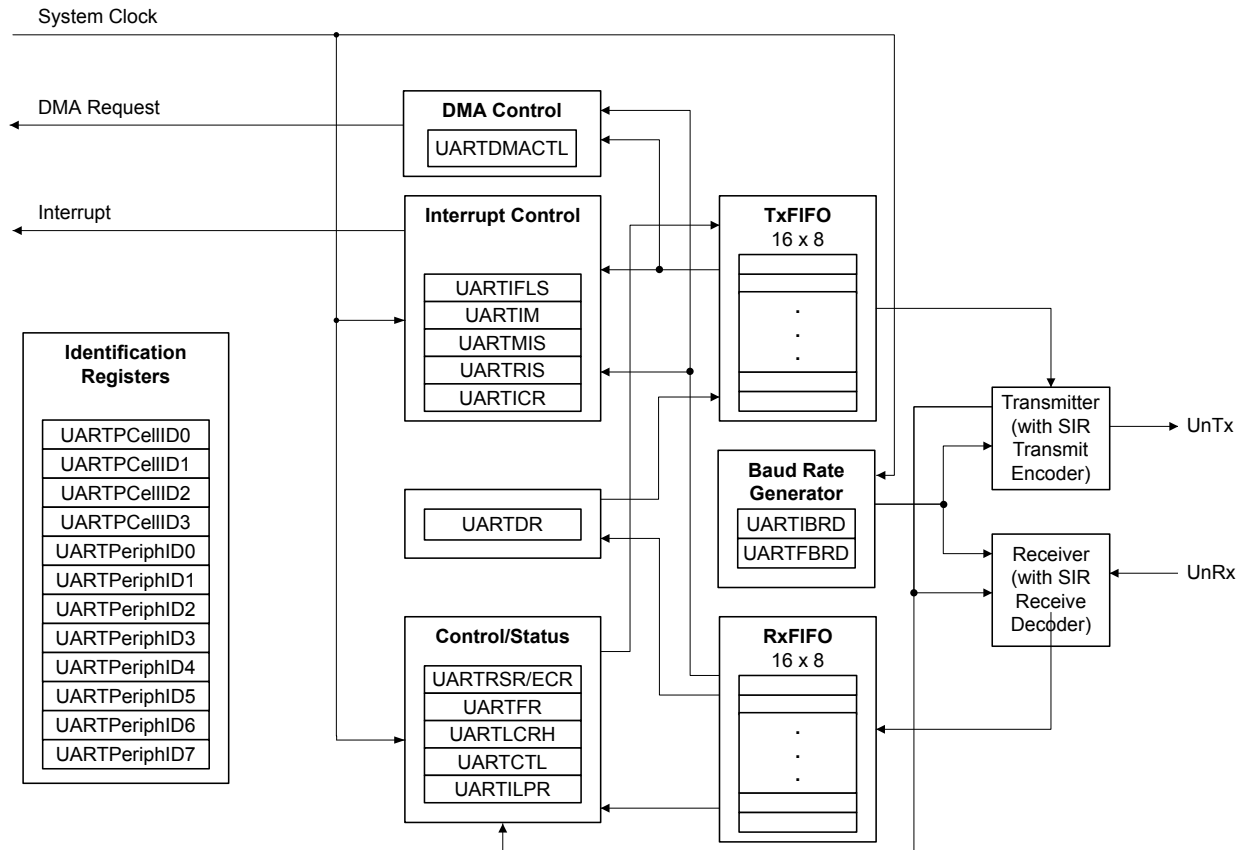 System Clock
DMA Request
DMA Control
UARTDMACTL
Interrupt
Interrupt Control
UARTIFLS
UARTIM
UARTMIS
UARTRIS
UARTICR
TxFIFO
16 x 8
.
.
.
Identification
Registers
UARTPCellID0
UARTPCellID1
UARTPCellID2
UARTPCellID3
UARTPeriphID0
UARTPeriphID1
UARTPeriphID2
UARTPeriphID3
UARTPeriphID4
UARTPeriphID5
UARTPeriphID6
UARTPeriphID7
UARTDR
Baud Rate
Generator
UARTIBRD
UARTFBRD
Transmitter
(with SIR
Transmit
Encoder)
UnTx
Receiver
(with SIR
Receive
Decoder)
UnRx
Control/Status
UARTRSR/ECR
UARTFR
UARTLCRH
UARTCTL
UARTILPR
RxFIFO
16 x 8
.
.
.